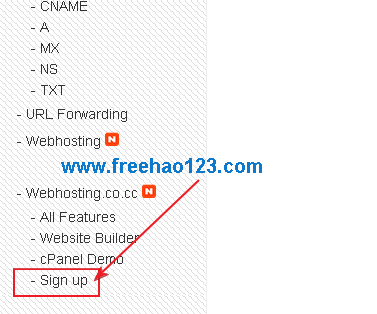 - CNAME
- A
- MX
- NS
- TXT
- URL Forwarding
- Webhosting N
www.freehao123.com
- Webhosting.co.cc N
- All Features
- Website Builder
- cPanel Demo
- Sign up